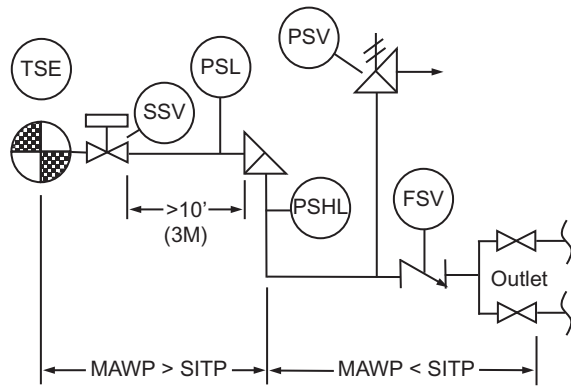 TSE
PSL
PSV
SSV
>10'
(3M)
PSHL
FSV
Outlet
MAWP > SITP
MAWP < SITP